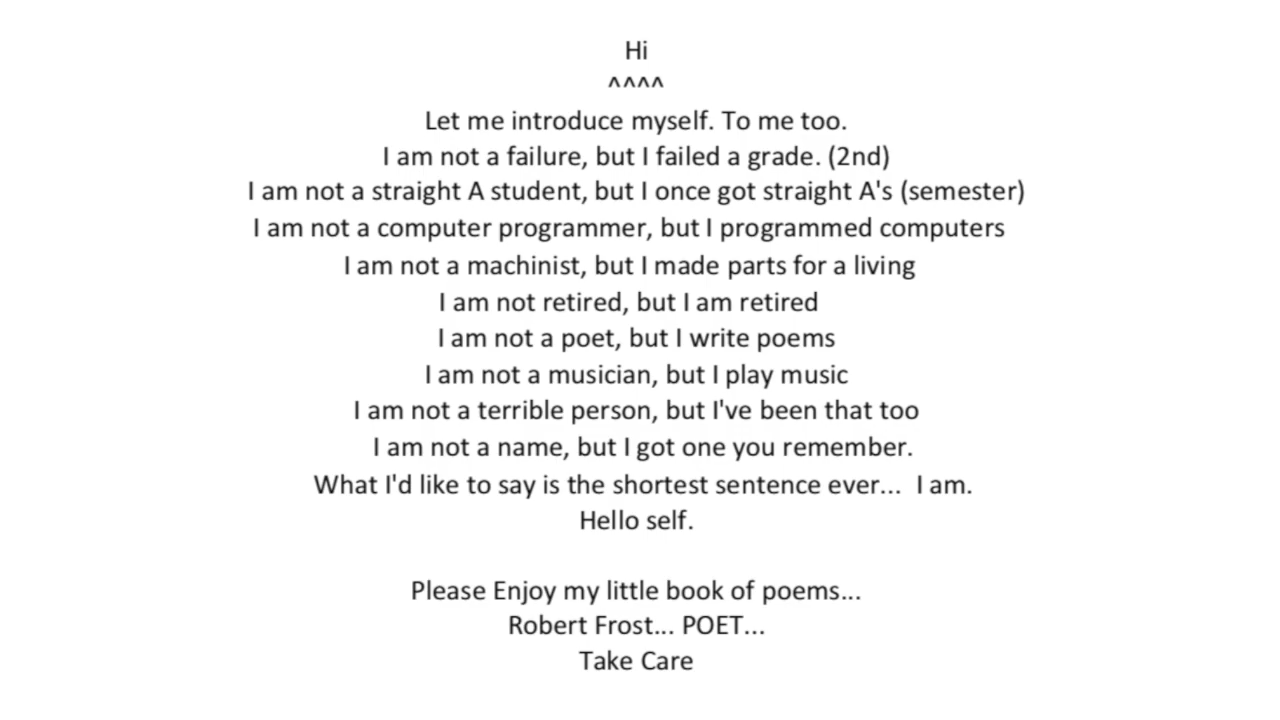 Hi
^^^^
Let me introduce myself. To me too.
I am not a failure, but I failed a grade. (2nd)
I am not a straight A student, but I once got straight A's (semester)
I am not a computer programmer, but I programmed computers
I am not a machinist, but I made parts for a living
I am not retired, but I am retired
I am not a poet, but I write poems
I am not a musician, but I play music
I am not a terrible person, but I've been that too
I am not a name, but I got one you remember.
What I'd like to say is the shortest sentence ever...  I am.
Hello self.
Please Enjoy my little book of poems...
Robert Frost... POET...
Take Care